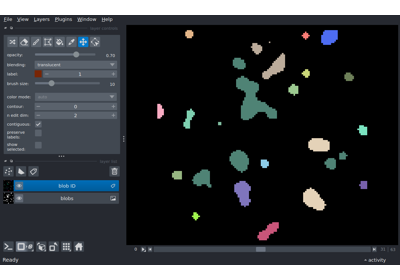 File View Layers Plugins Window Help
opacity: 0.70
blending: translucent
label: 1
brush size: 10
color mode:
contour: 0
n edit dim: 2
contiguous:
preserve
labels:
show
selected:
blob ID
blobs
Ready
activity